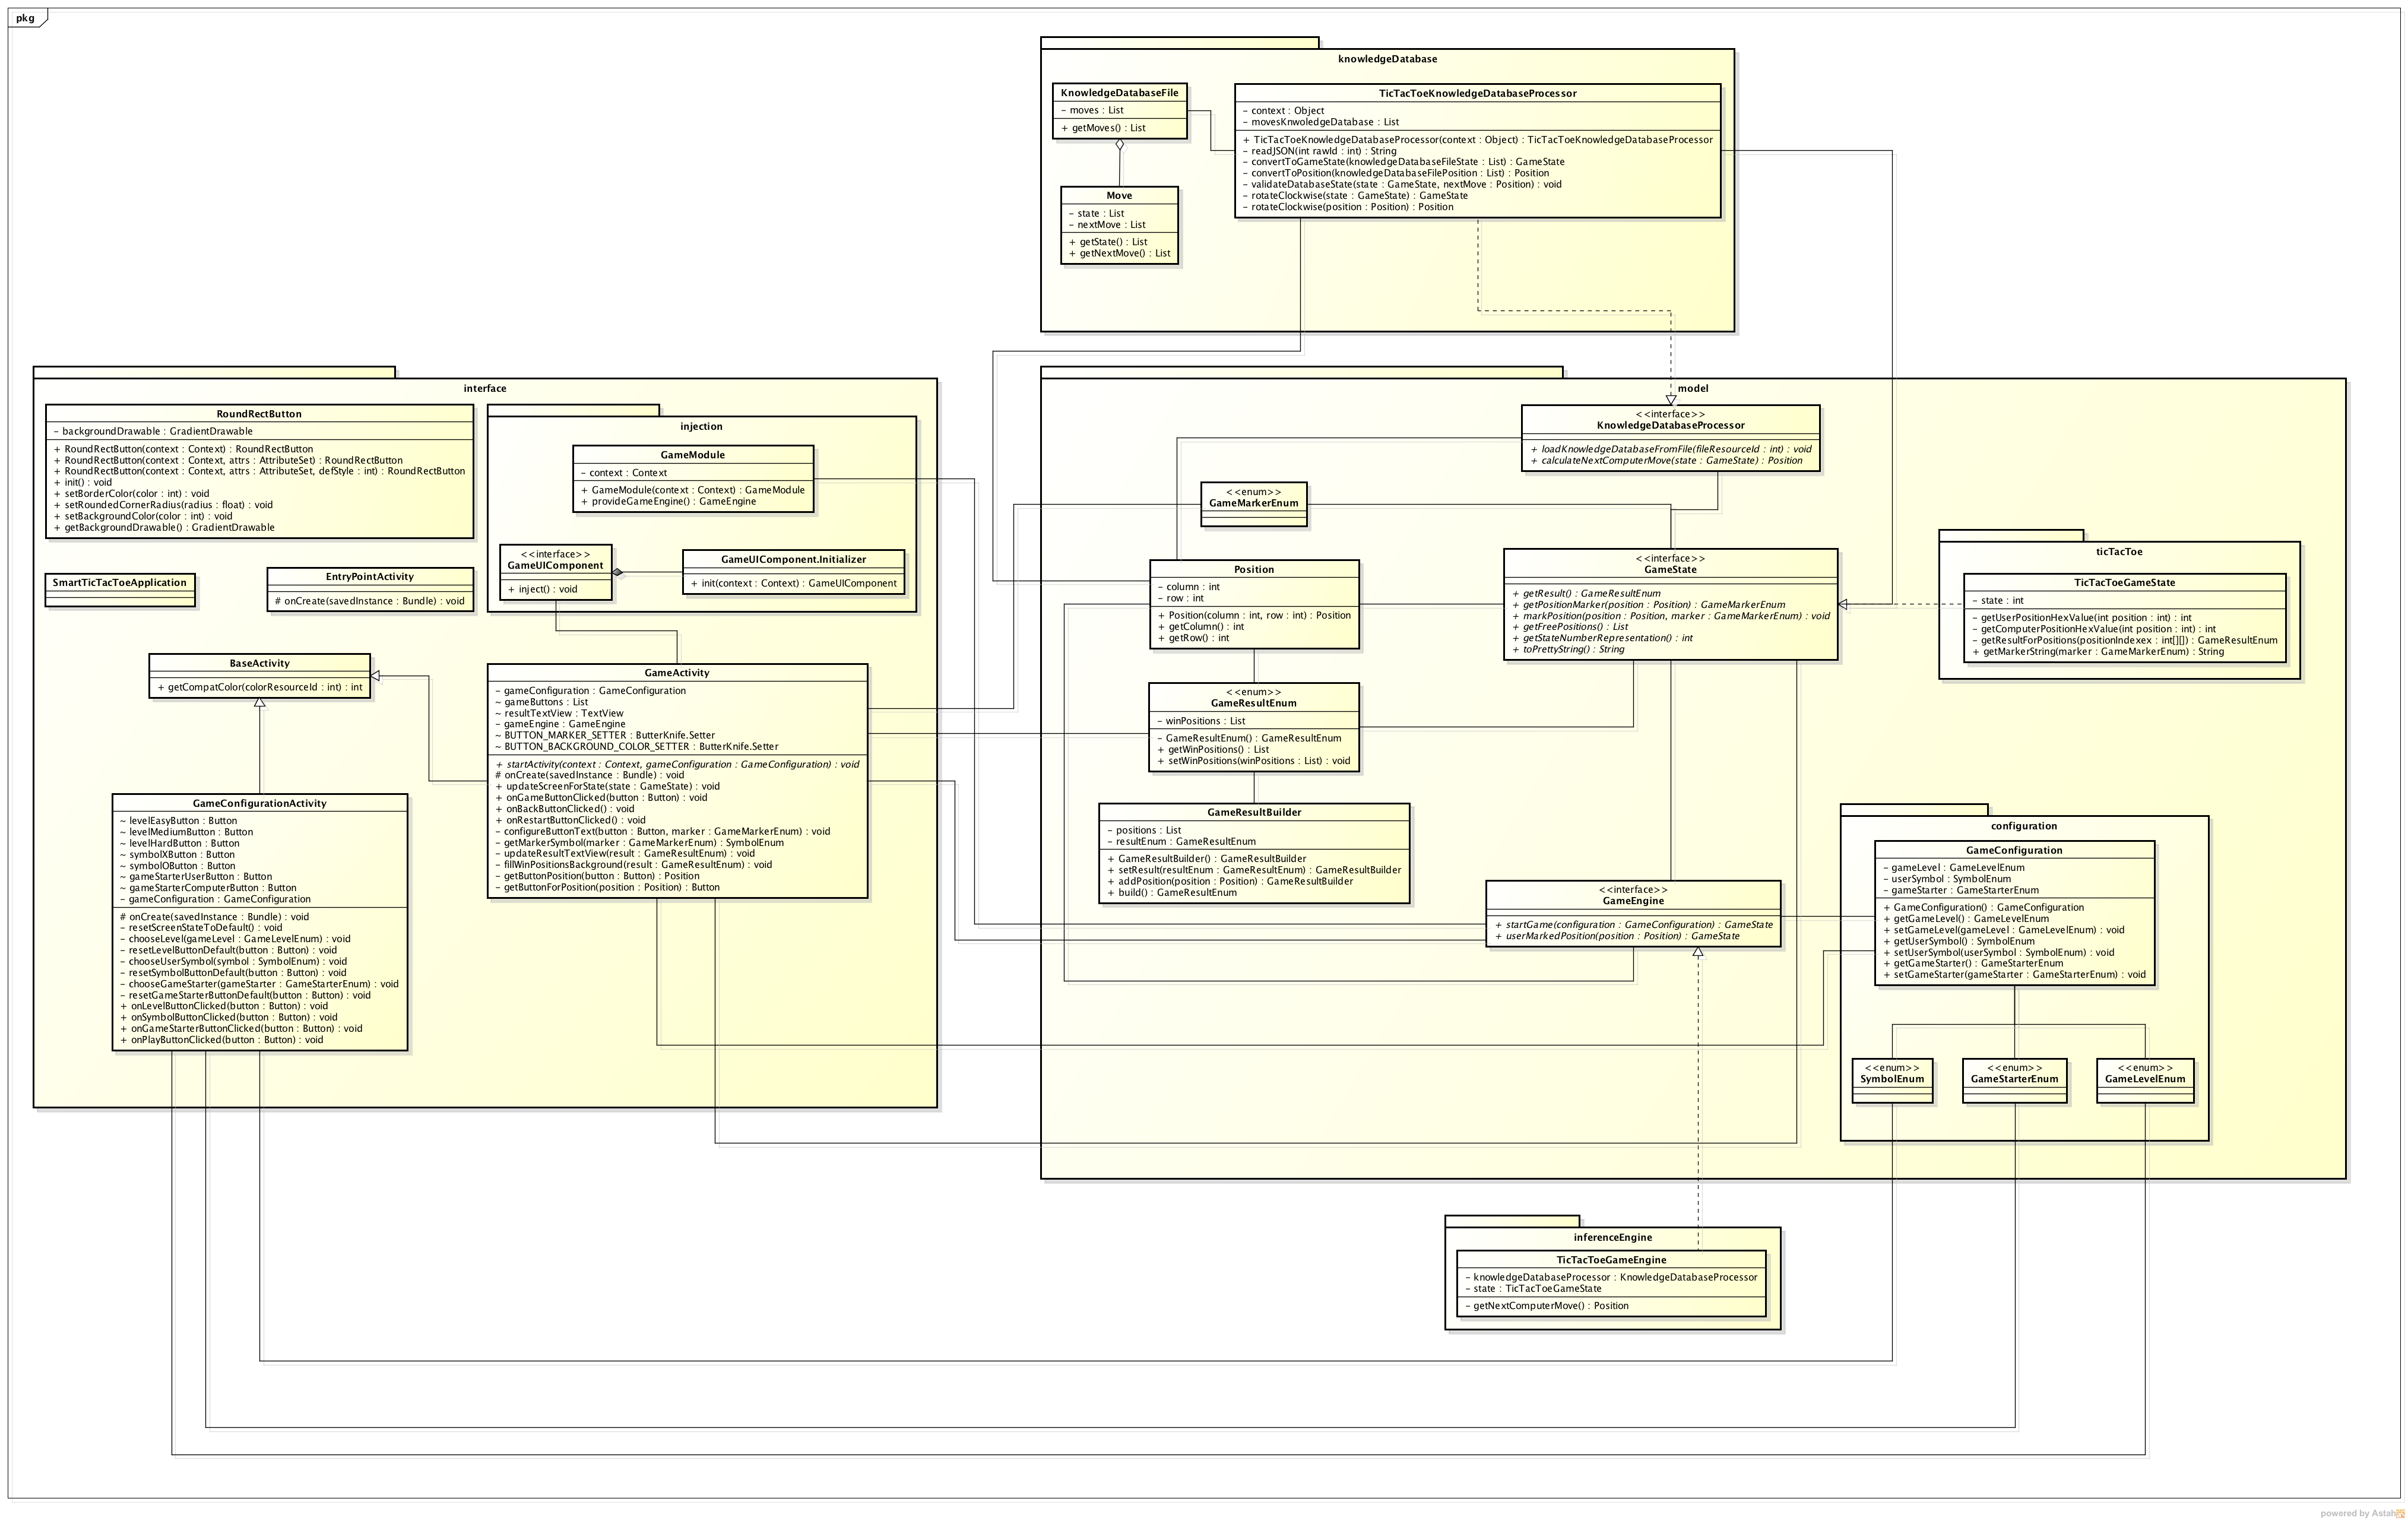 pkg
knowledgeDatabase
KnowledgeDatabaseFile
– moves : List
+ getMoves() : List
Move
– state : List
– nextMove : List
+ getState() : List
+ getNextMove() : List
TicTacToeKnowledgeDatabaseProcessor
– context : Object
– movesKnwoledgeDatabase : List
+ TicTacToeKnowledgeDatabaseProcessor(context : Object) : TicTacToeKnowledgeDatabaseProcessor
– readJSON(int rawId : int) : String
– convertToGameState(knowledgeDatabaseFileState : List) : GameState
– convertToPosition(knowledgeDatabaseFilePosition : List) : Position
– validateDatabaseState(state : GameState, nextMove : Position) : void
– rotateClockwise(state : GameState) : GameState
– rotateClockwise(position : Position) : Position
interface
RoundRectButton
– backgroundDrawable : GradientDrawable
+ RoundRectButton(context : Context) : RoundRectButton
+ RoundRectButton(context : Context, attrs : AttributeSet) : RoundRectButton
+ RoundRectButton(context : Context, attrs : AttributeSet, defStyle : int) : RoundRectButton
+ init() : void
+ setBorderColor(color : int) : void
+ setRoundedCornerRadius(radius : float) : void
+ setBackgroundColor(color : int) : void
+ getBackgroundDrawable() : GradientDrawable
injection
GameModule
– context : Context
+ GameModule(context : Context) : GameModule
+ provideGameEngine() : GameEngine
<<interface>>
GameUIComponent
+ inject() : void
GameUIComponent.Initializer
+ init(context : Context) : GameUIComponent
SmartTicTacToeApplication
EntryPointActivity
# onCreate(savedInstance : Bundle) : void
BaseActivity
+ getCompatColor(colorResourceId : int) : int
GameActivity
– gameConfiguration : GameConfiguration
~ gameButtons : List
~ resultTextView : TextView
– gameEngine : GameEngine
~ BUTTON_MARKER_SETTER : ButterKnife.Setter
~ BUTTON_BACKGROUND_COLOR_SETTER : ButterKnife.Setter
+ startActivity(context : Context, gameConfiguration : GameConfiguration) : void
# onCreate(savedInstance : Bundle) : void
+ updateScreenForState(state : GameState) : void
+ onGameButtonClicked(button : Button) : void
+ onBackButtonClicked() : void
+ onRestartButtonClicked() : void
– configureButtonText(button : Button, marker : GameMarkerEnum) : void
– getMarkerSymbol(marker : GameMarkerEnum) : SymbolEnum
– updateResultTextView(result : GameResultEnum) : void
– fillWinPositionsBackground(result : GameResultEnum) : void
– getButtonPosition(button : Button) : Position
– getButtonForPosition(position : Position) : Button
GameConfigurationActivity
~ levelEasyButton : Button
~ levelMediumButton : Button
~ levelHardButton : Button
~ symbolXButton : Button
~ symbolOButton : Button
~ gameStarterUserButton : Button
~ gameStarterComputerButton : Button
– gameConfiguration : GameConfiguration
# onCreate(savedInstance : Bundle) : void
– resetScreenStateToDefault() : void
– chooseLevel(gameLevel : GameLevelEnum) : void
– resetLevelButtonDefault(button : Button) : void
– chooseUserSymbol(symbol : SymbolEnum) : void
– resetSymbolButtonDefault(button : Button) : void
– chooseGameStarter(gameStarter : GameStarterEnum) : void
– resetGameStarterButtonDefault(button : Button) : void
+ onLevelButtonClicked(button : Button) : void
+ onSymbolButtonClicked(button : Button) : void
+ onGameStarterButtonClicked(button : Button) : void
+ onPlayButtonClicked(button : Button) : void
model
<<interface>>
KnowledgeDatabaseProcessor
+ loadKnowledgeDatabaseFromFile(fileResourceId : int) : void
+ calculateNextComputerMove(state : GameState) : Position
<<enum>>
GameMarkerEnum
Position
– column : int
– row : int
+ Position(column : int, row : int) : Position
+ getColumn() : int
+ getRow() : int
<<interface>>
GameState
+ getResult() : GameResultEnum
+ getPositionMarker(position : Position) : GameMarkerEnum
+ markPosition(position : Position, marker : GameMarkerEnum) : void
+ getFreePositions() : List
+ getStateNumberRepresentation() : int
+ toPrettyString() : String
ticTacToe
TicTacToeGameState
– state : int
– getUserPositionHexValue(int position : int) : int
– getComputerPositionHexValue(int position : int) : int
– getResultForPositions(positionIndexex : int[][]) : GameResultEnum
+ getMarkerString(marker : GameMarkerEnum) : String
<<enum>>
GameResultEnum
– winPositions : List
– GameResultEnum() : GameResultEnum
+ getWinPositions() : List
+ setWinPositions(winPositions : List) : void
GameResultBuilder
– positions : List
– resultEnum : GameResultEnum
+ GameResultBuilder() : GameResultBuilder
+ setResult(resultEnum : GameResultEnum) : GameResultBuilder
+ addPosition(position : Position) : GameResultBuilder
+ build() : GameResultEnum
<<interface>>
GameEngine
+ startGame(configuration : GameConfiguration) : GameState
+ userMarkedPosition(position : Position) : GameState
configuration
GameConfiguration
– gameLevel : GameLevelEnum
– userSymbol : SymbolEnum
– gameStarter : GameStarterEnum
+ GameConfiguration() : GameConfiguration
+ getGameLevel() : GameLevelEnum
+ setGameLevel(gameLevel : GameLevelEnum) : void
+ getUserSymbol() : SymbolEnum
+ setUserSymbol(userSymbol : SymbolEnum) : void
+ getGameStarter() : GameStarterEnum
+ setGameStarter(gameStarter : GameStarterEnum) : void
<<enum>>
SymbolEnum
<<enum>>
GameStarterEnum
<<enum>>
GameLevelEnum
inferenceEngine
TicTacToeGameEngine
– knowledgeDatabaseProcessor : KnowledgeDatabaseProcessor
– state : TicTacToeGameState
– getNextComputerMove() : Position
powered by Astah